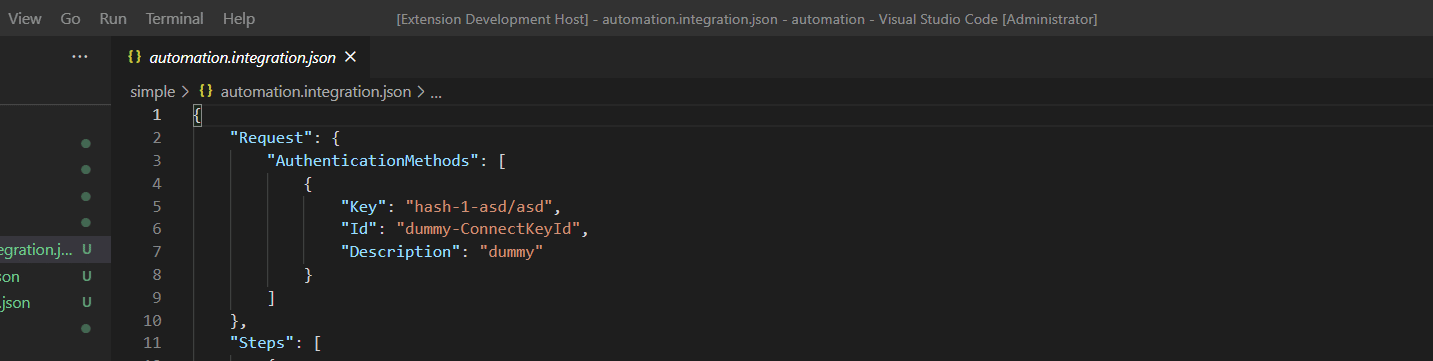 View Go Run Terminal Help [Extension Development Host] - automation.integration.json - automation - Visual Studio Code [Administrator]
... {} automation.integration.json ×
simple > {} automation.integration.json > ...
1 {
2 "Request": {
3 "AuthenticationMethods": [
4 {
5 "Key": "hash-1-asd/asd",
6 "Id": "dummy-ConnectKeyId",
7 "Description": "dummy"
8 }
9 ]
10 },
egration.j... U
son U
.json U
11 "Steps": [